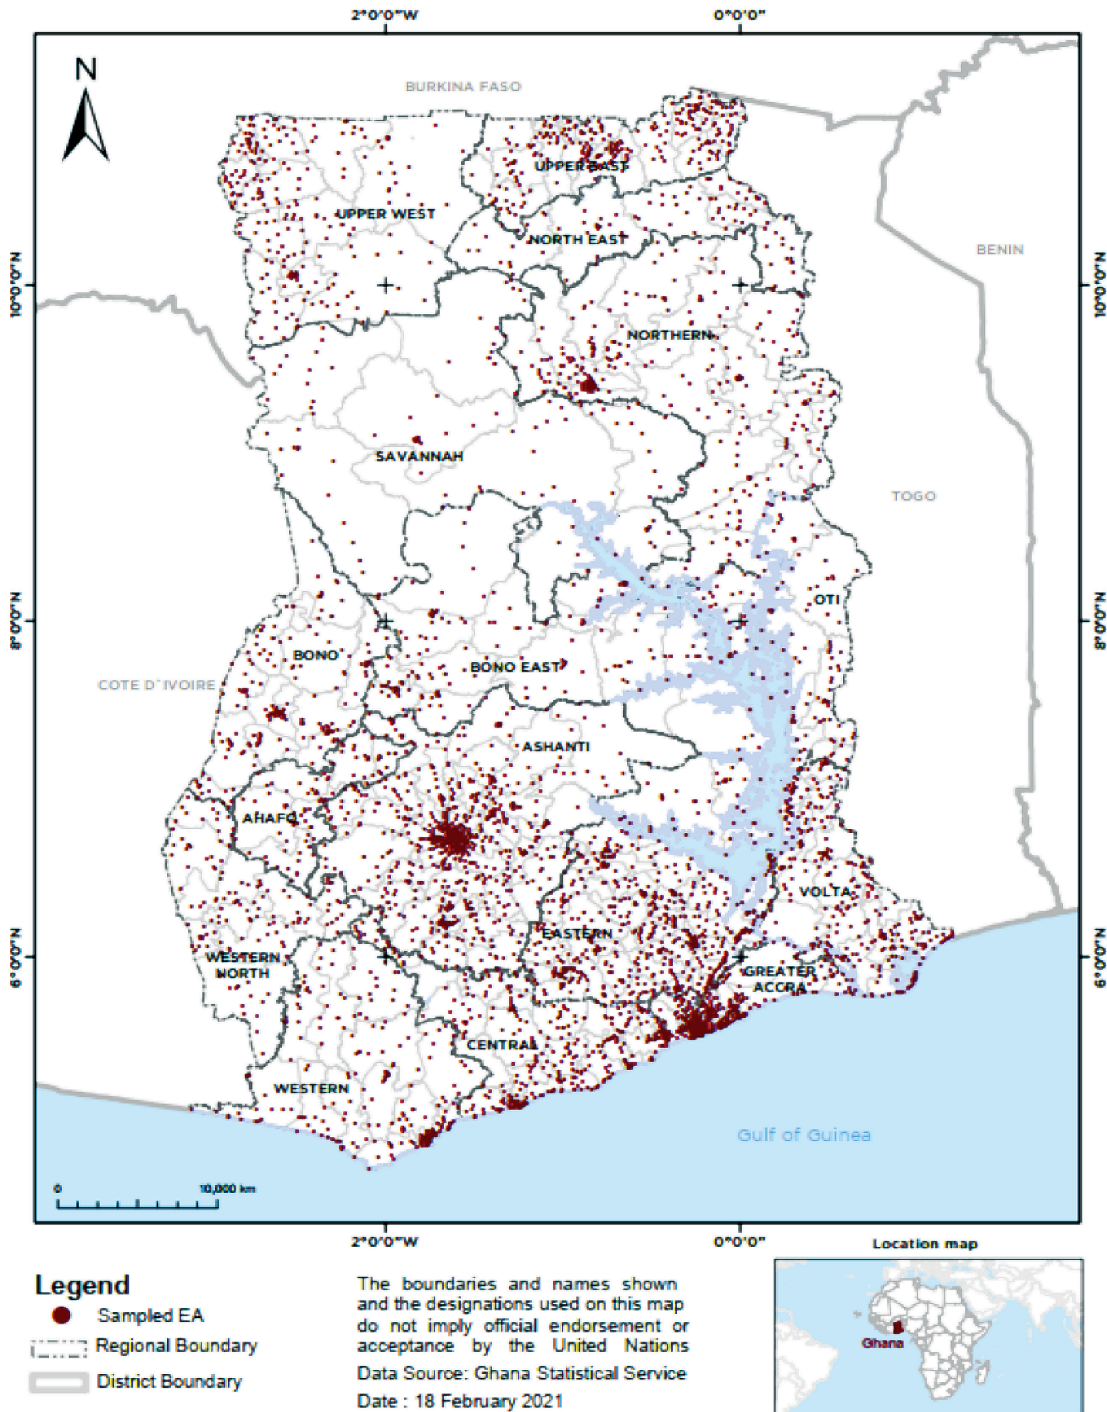 2°0'0"W
0°0'0"
N
BURKINA FASO
UPPER EAST
UPPER WEST
NORTH EAST
BENIN
10°0'0"N
10°0'0"N
NORTHERN
SAVANNAH
TOGO
OTI
8°0'0"N
8°0'0"N
BONO
BONO EAST
COTE D`IVOIRE
ASHANTI
AHAFO
VOLTA
EASTERN
6°0'0"N
6°0'0"N
WESTERN
NORTH
GREATER
ACCRA
CENTRAL
WESTERN
Gulf of Guinea
0
10,000 km
2°0'0"W
0°0'0"
Location map
Legend
Sampled EA
Regional Boundary
District Boundary
The boundaries and names shown
and the designations used on this map
do not imply official endorsement or
acceptance by the United Nations
Data Source: Ghana Statistical Service
Date : 18 February 2021
Ghana